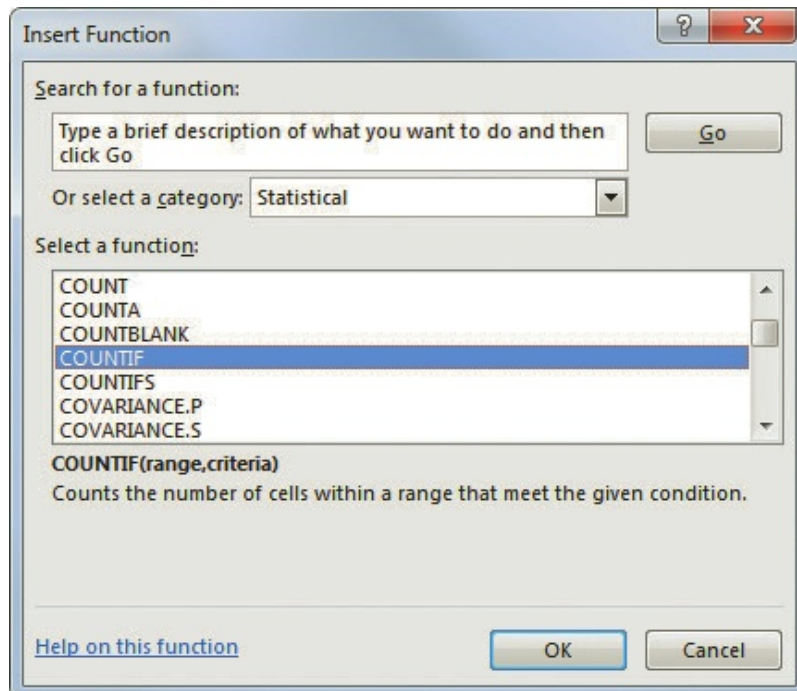 Insert Function
Search for a function:
Type a brief description of what you want to do and then
click Go
Go
Or select a category: Statistical
Select a function:
COUNT
COUNTA
COUNTBLANK
COUNTIF
COUNTIFS
COVARIANCE.P
COVARIANCE.S
COUNTIF(range,criteria)
Counts the number of cells within a range that meet the given condition.
Help on this function
OK
Cancel